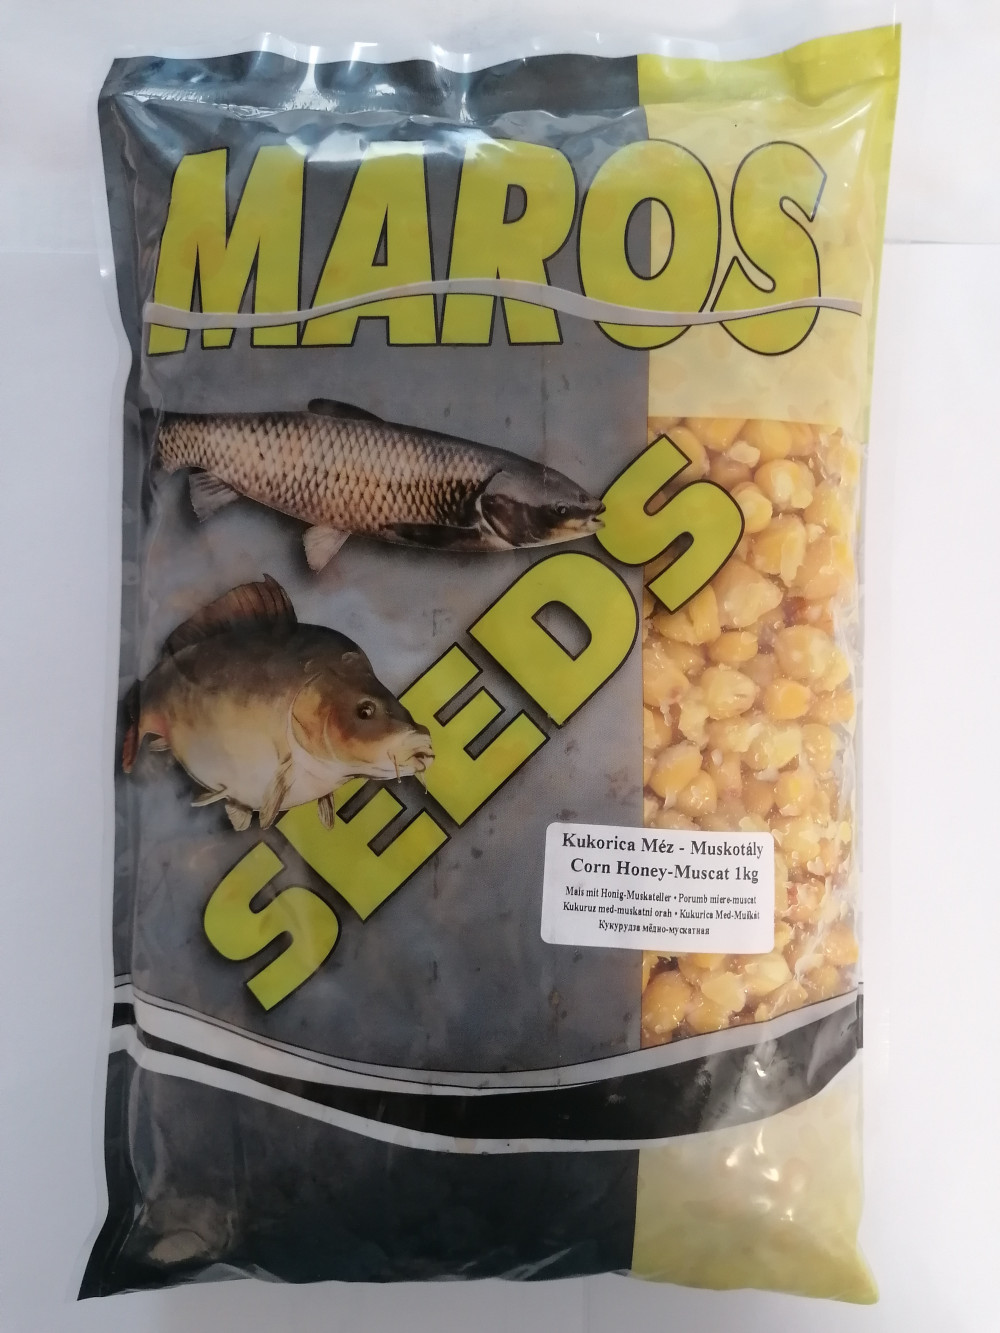 MAROS
SEEDS
Kukorica Méz - Muskotály
Corn Honey-Muscat 1kg
Mais mit Honig-Muskateller • Porumb miere-muscat
Kukuruz med-muskatni orah • Kukurica Med-Muškát
Кукурудза мёдно-мускатная